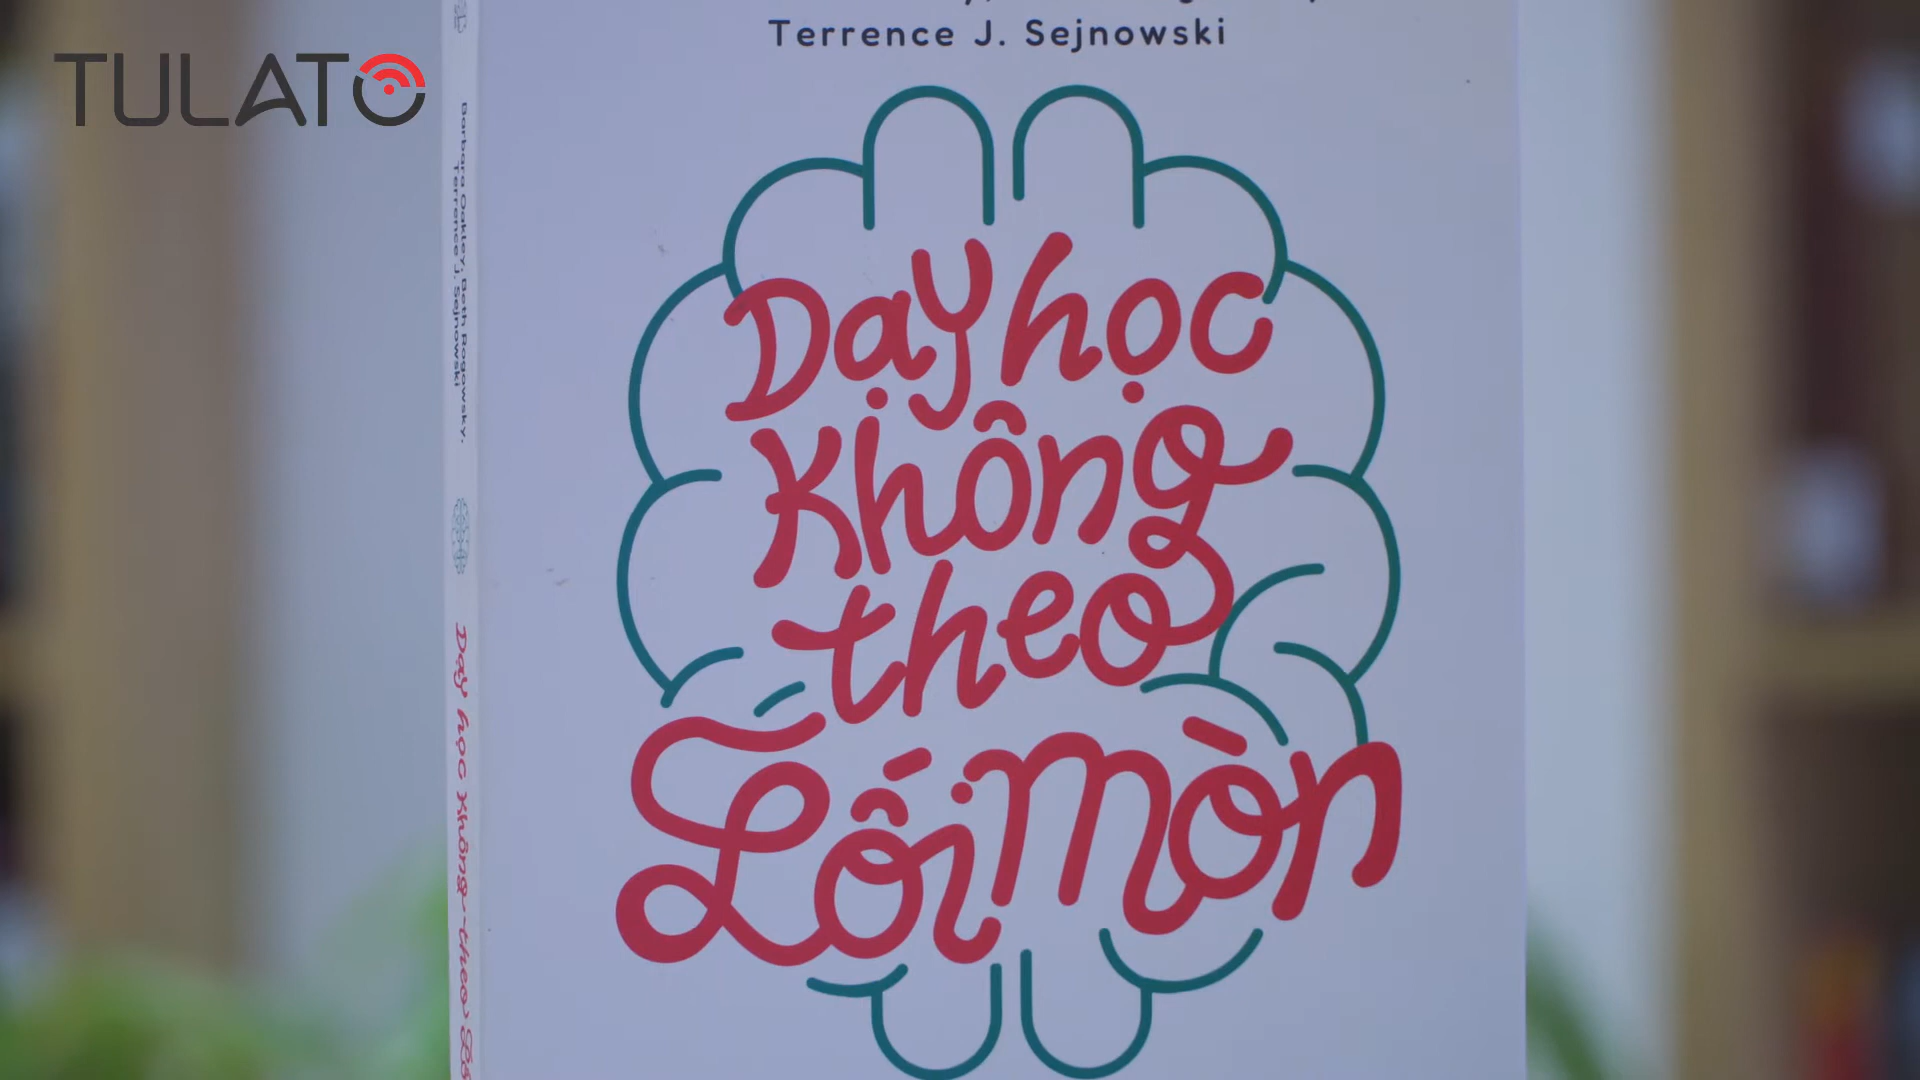 TULATO
Terrence J. Sejnowski
Dạy học
Không
theo
Lối mòn
Barbara Oakley, Beth Rogowsky,
Terrence J. Sejnowski
Dạy học Không theo